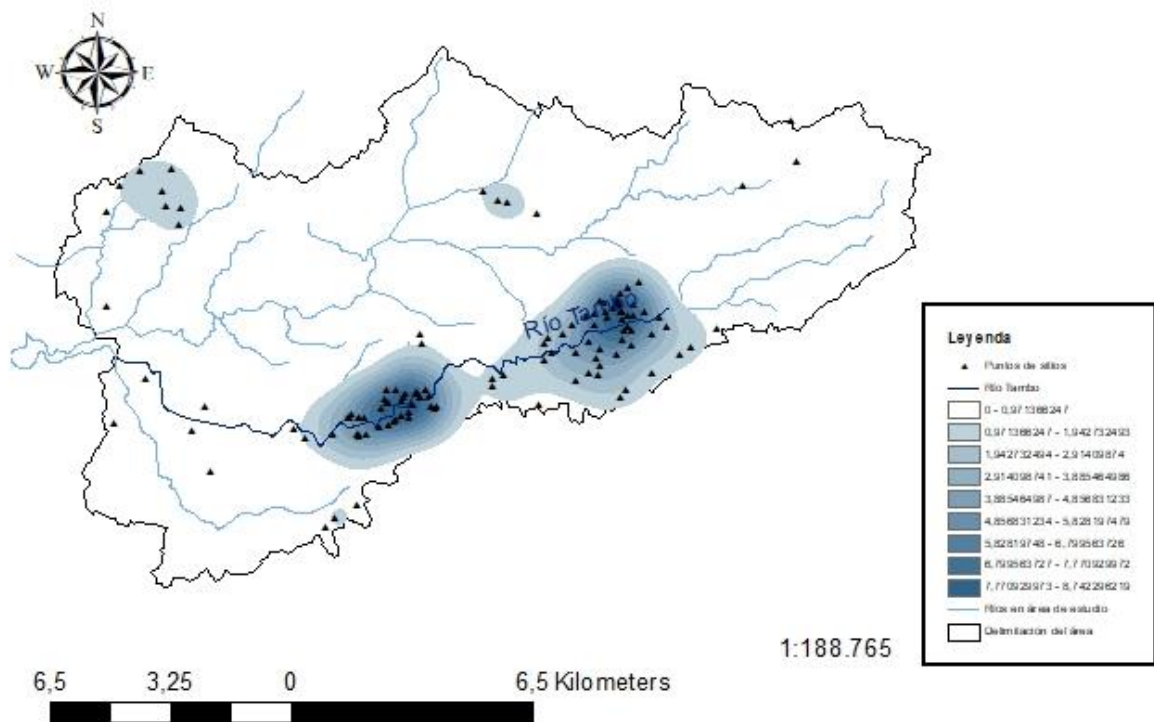 N
W E
S
Río Tambo
Leyenda
Puntos de sitios
Río Tambo
0 - 0,971366247
0,971366247 - 1,942732493
1,942732494 - 2,91409874
2,914098741 - 3,885464986
3,885464987 - 4,856831233
4,856831234 - 5,828197479
5,82819748 - 6,799563726
6,799563727 - 7,770929972
7,770929973 - 8,742296219
Ríos en área de estudio
Delimitación del área
1:188.765
6,5 3,25 0 6,5 Kilometers